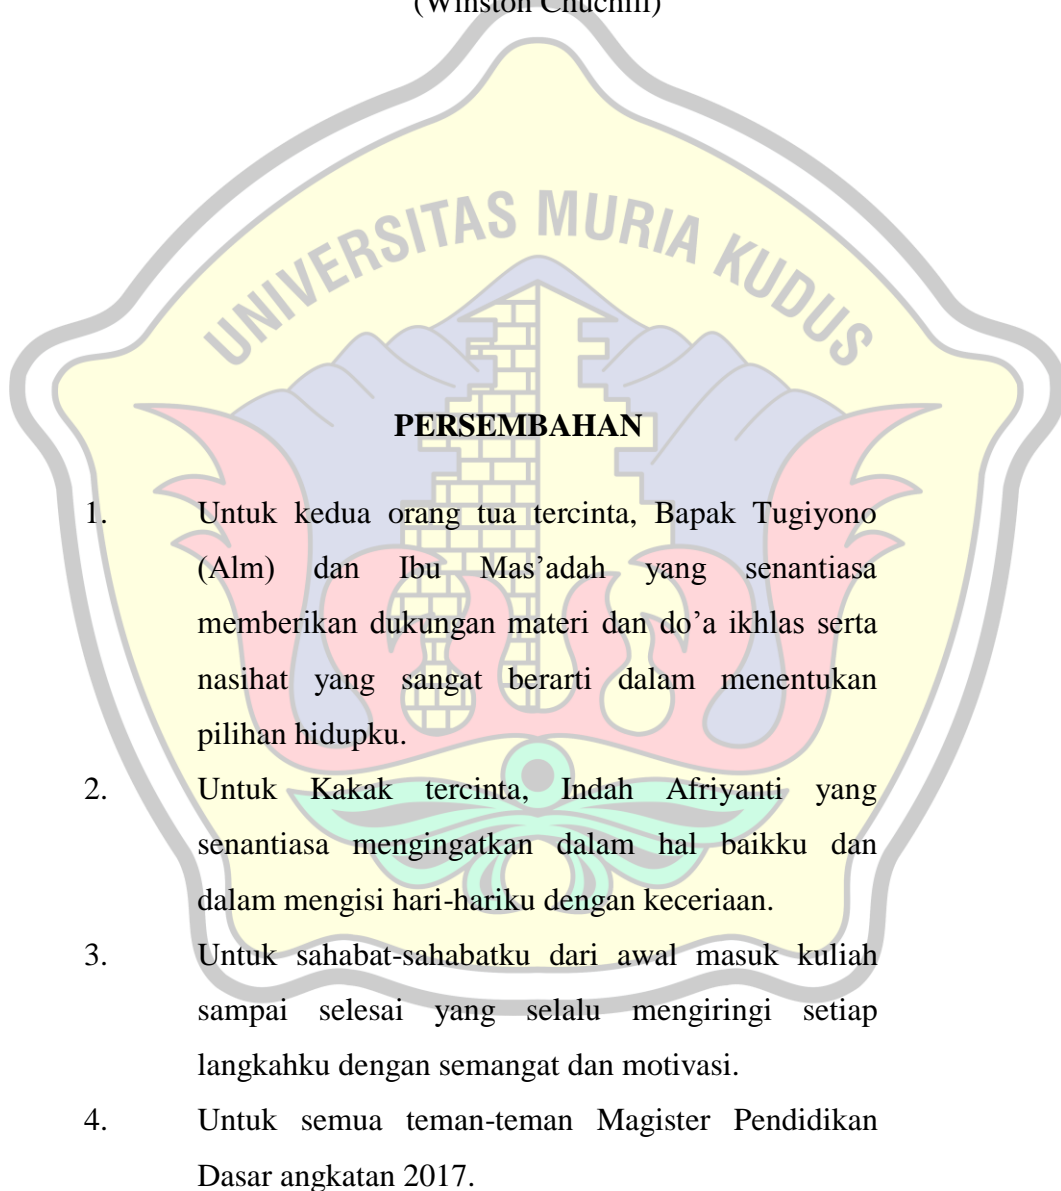 (Winston Chuchill)
UNIVERSITAS MURIA KUDUS
PERSEMBAHAN
1. Untuk kedua orang tua tercinta, Bapak Tugiyono
(Alm) dan Ibu Mas’adah yang senantiasa
memberikan dukungan materi dan do’a ikhlas serta
nasihat yang sangat berarti dalam menentukan
pilihan hidupku.
2. Untuk Kakak tercinta, Indah Afriyanti yang
senantiasa mengingatkan dalam hal baikku dan
dalam mengisi hari-hariku dengan keceriaan.
3. Untuk sahabat-sahabatku dari awal masuk kuliah
sampai selesai yang selalu mengiringi setiap
langkahku dengan semangat dan motivasi.
4. Untuk semua teman-teman Magister Pendidikan
Dasar angkatan 2017.